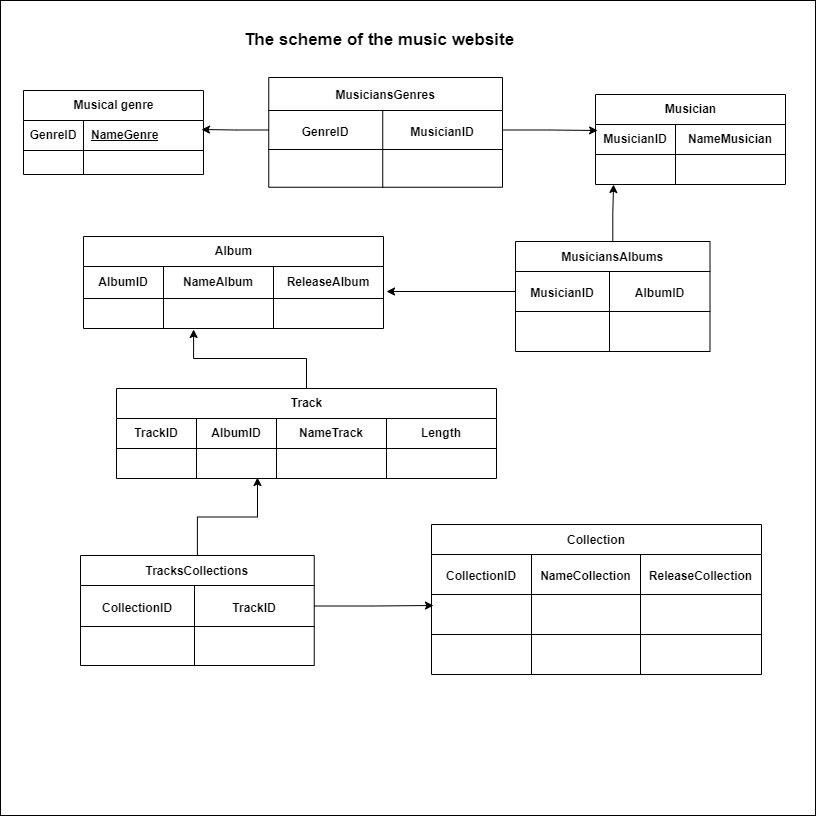 The scheme of the music website
Musical genre
GenreID NameGenre
MusiciansGenres
GenreID MusicianID
Musician
MusicianID NameMusician
Album
AlbumID NameAlbum ReleaseAlbum
MusiciansAlbums
MusicianID AlbumID
Track
TrackID AlbumID NameTrack Length
TracksCollections
CollectionID TrackID
Collection
CollectionID NameCollection ReleaseCollection